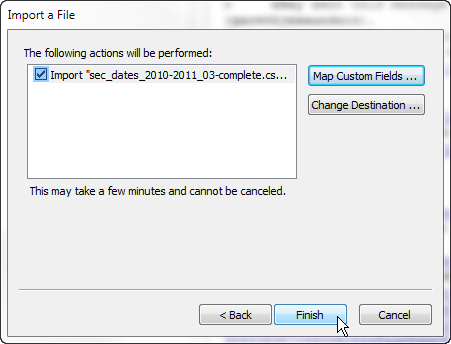 Import a File
The following actions will be performed:
Import "sec_dates_2010-2011_03-complete.cs...
Map Custom Fields ...
Change Destination ...
This may take a few minutes and cannot be canceled.
< Back
Finish
Cancel